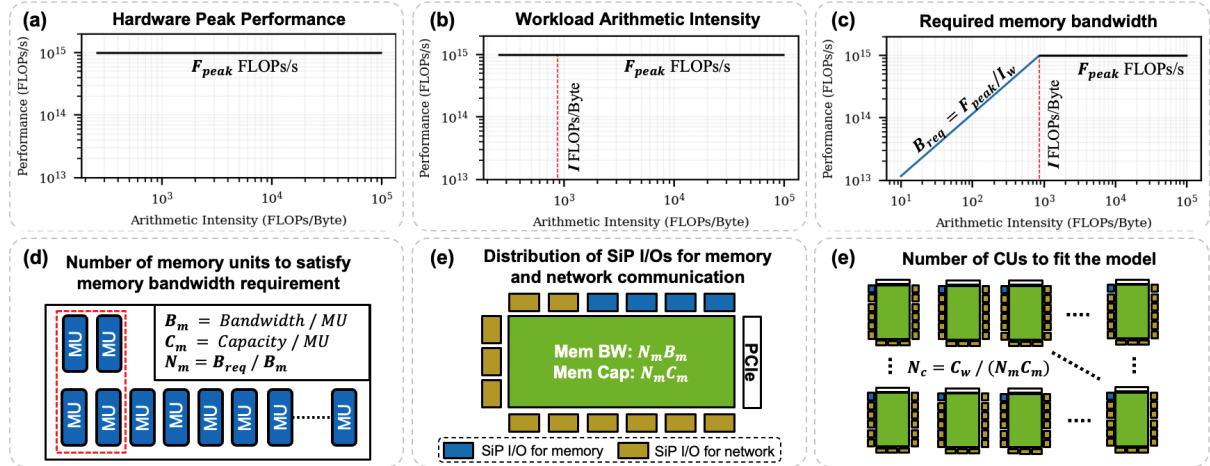 (a) Hardware Peak Performance
Performance (FLOPs/s)
10^15
10^14
10^13
F_peak FLOPs/s
10^3 10^4 10^5
Arithmetic Intensity (FLOPs/Byte)
(b) Workload Arithmetic Intensity
Performance (FLOPs/s)
10^15
10^14
10^13
F_peak FLOPs/s
I FLOPs/Byte
10^3 10^4 10^5
Arithmetic Intensity (FLOPs/Byte)
(c) Required memory bandwidth
Performance (FLOPs/s)
10^15
10^14
10^13
B_req = F_peak/I_w
F_peak FLOPs/s
I FLOPs/Byte
10^1 10^2 10^3 10^4 10^5
Arithmetic Intensity (FLOPs/Byte)
(d) Number of memory units to satisfy
memory bandwidth requirement
MU MU
B_m = Bandwidth / MU
C_m = Capacity / MU
N_m = B_req / B_m
MU MU MU MU MU MU MU ........ MU
(e) Distribution of SiP I/Os for memory
and network communication
Mem BW: N_mB_m
Mem Cap: N_mC_m
PCIe
SiP I/O for memory SiP I/O for network
(e) Number of CUs to fit the model
N_c = C_w / (N_mC_m)